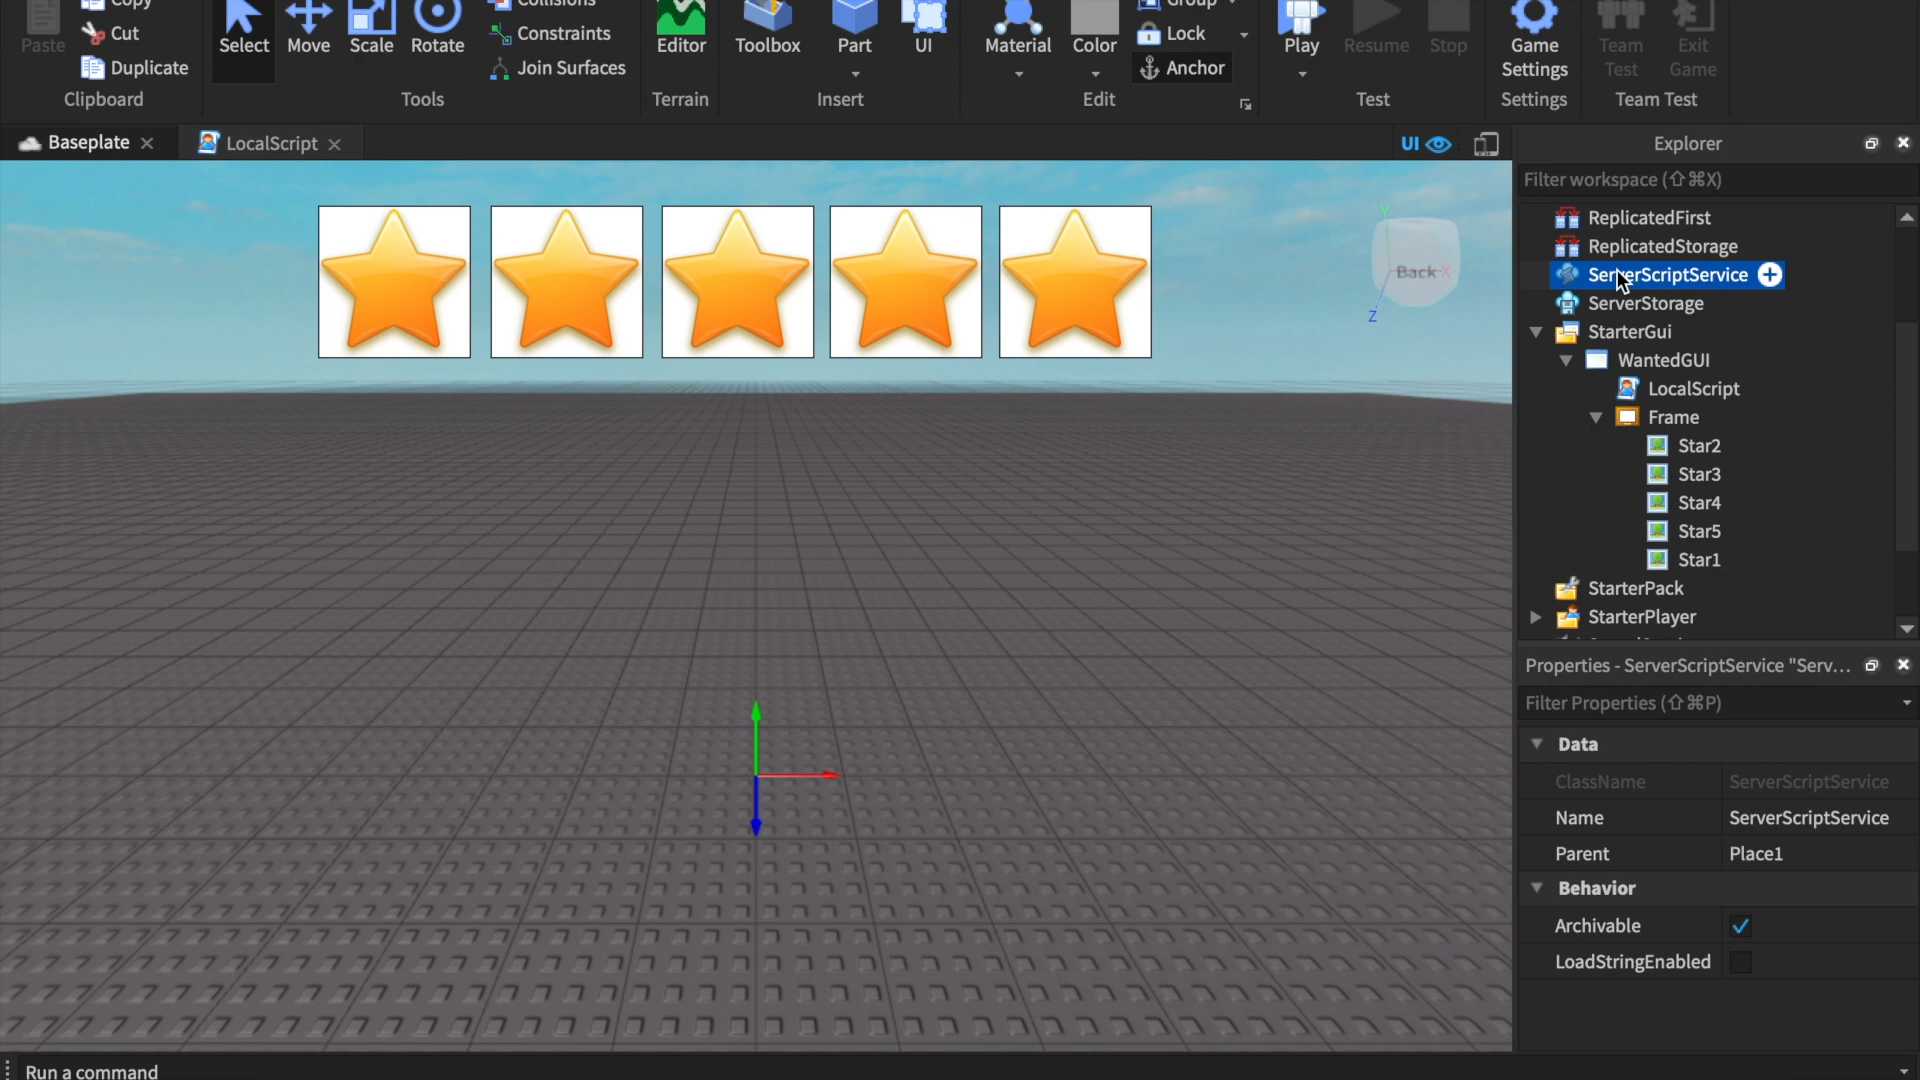 Copy
Collisions
Group
Paste
Cut
Select
Move
Scale
Rotate
Constraints
Editor
Toolbox
Part
UI
Material
Color
Lock
Play
Resume
Stop
Game Settings
Team Test
Exit Game
Duplicate
Join Surfaces
Anchor
Clipboard
Tools
Terrain
Insert
Edit
Test
Settings
Team Test
Baseplate
LocalScript
UI
Explorer
Filter workspace (⇧⌘X)
ReplicatedFirst
ReplicatedStorage
ServerScriptService
ServerStorage
StarterGui
WantedGUI
LocalScript
Frame
Star2
Star3
Star4
Star5
Star1
StarterPack
StarterPlayer
Y
Back
X
Z
Properties - ServerScriptService "Serv...
Filter Properties (⇧⌘P)
Data
ClassName ServerScriptService
Name ServerScriptService
Parent Place1
Behavior
Archivable
LoadStringEnabled
Run a command